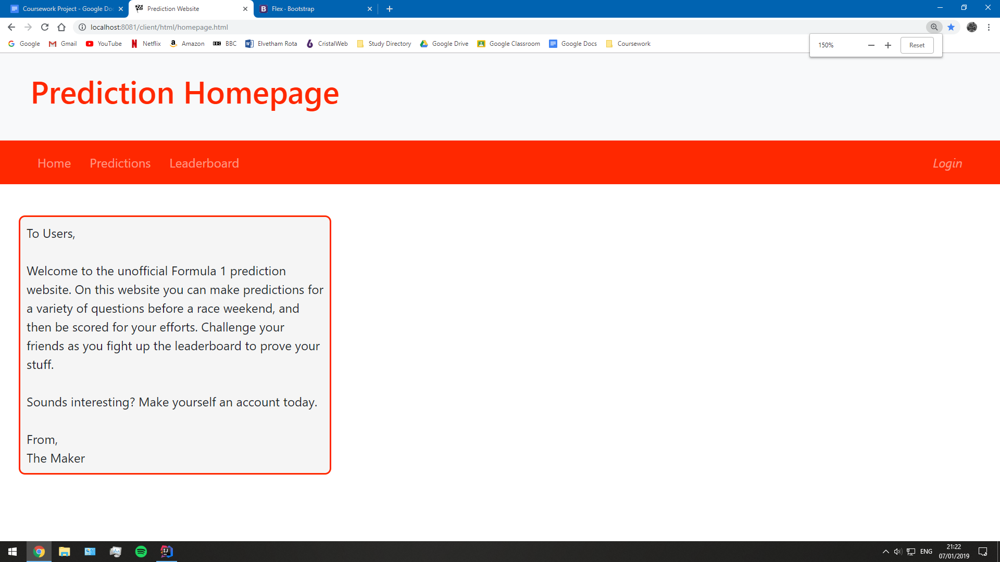 Coursework Project - Google Do
Prediction Website
Flex · Bootstrap
localhost:8081/client/html/homepage.html
Google Gmail YouTube Netflix Amazon BBC Elvetham Rota CristalWeb Study Directory Google Drive Google Classroom Google Docs Coursework
150% Reset
Prediction Homepage
Home Predictions Leaderboard Login
To Users,
Welcome to the unofficial Formula 1 prediction
website. On this website you can make predictions for
a variety of questions before a race weekend, and
then be scored for your efforts. Challenge your
friends as you fight up the leaderboard to prove your
stuff.
Sounds interesting? Make yourself an account today.
From,
The Maker
ENG
21:22
07/01/2019